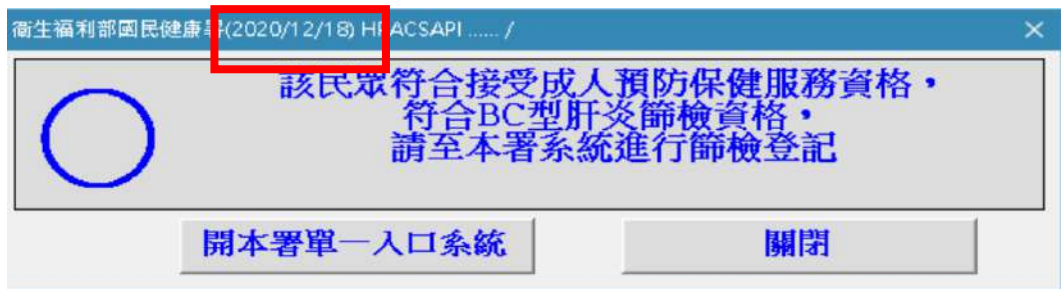 衛生福利部國民健康署(2020/12/18) HPACSAPI ...... /
該民眾符合接受成人預防保健服務資格，
符合BC型肝炎篩檢資格，
請至本署系統進行篩檢登記
開本署單一入口系統
關閉